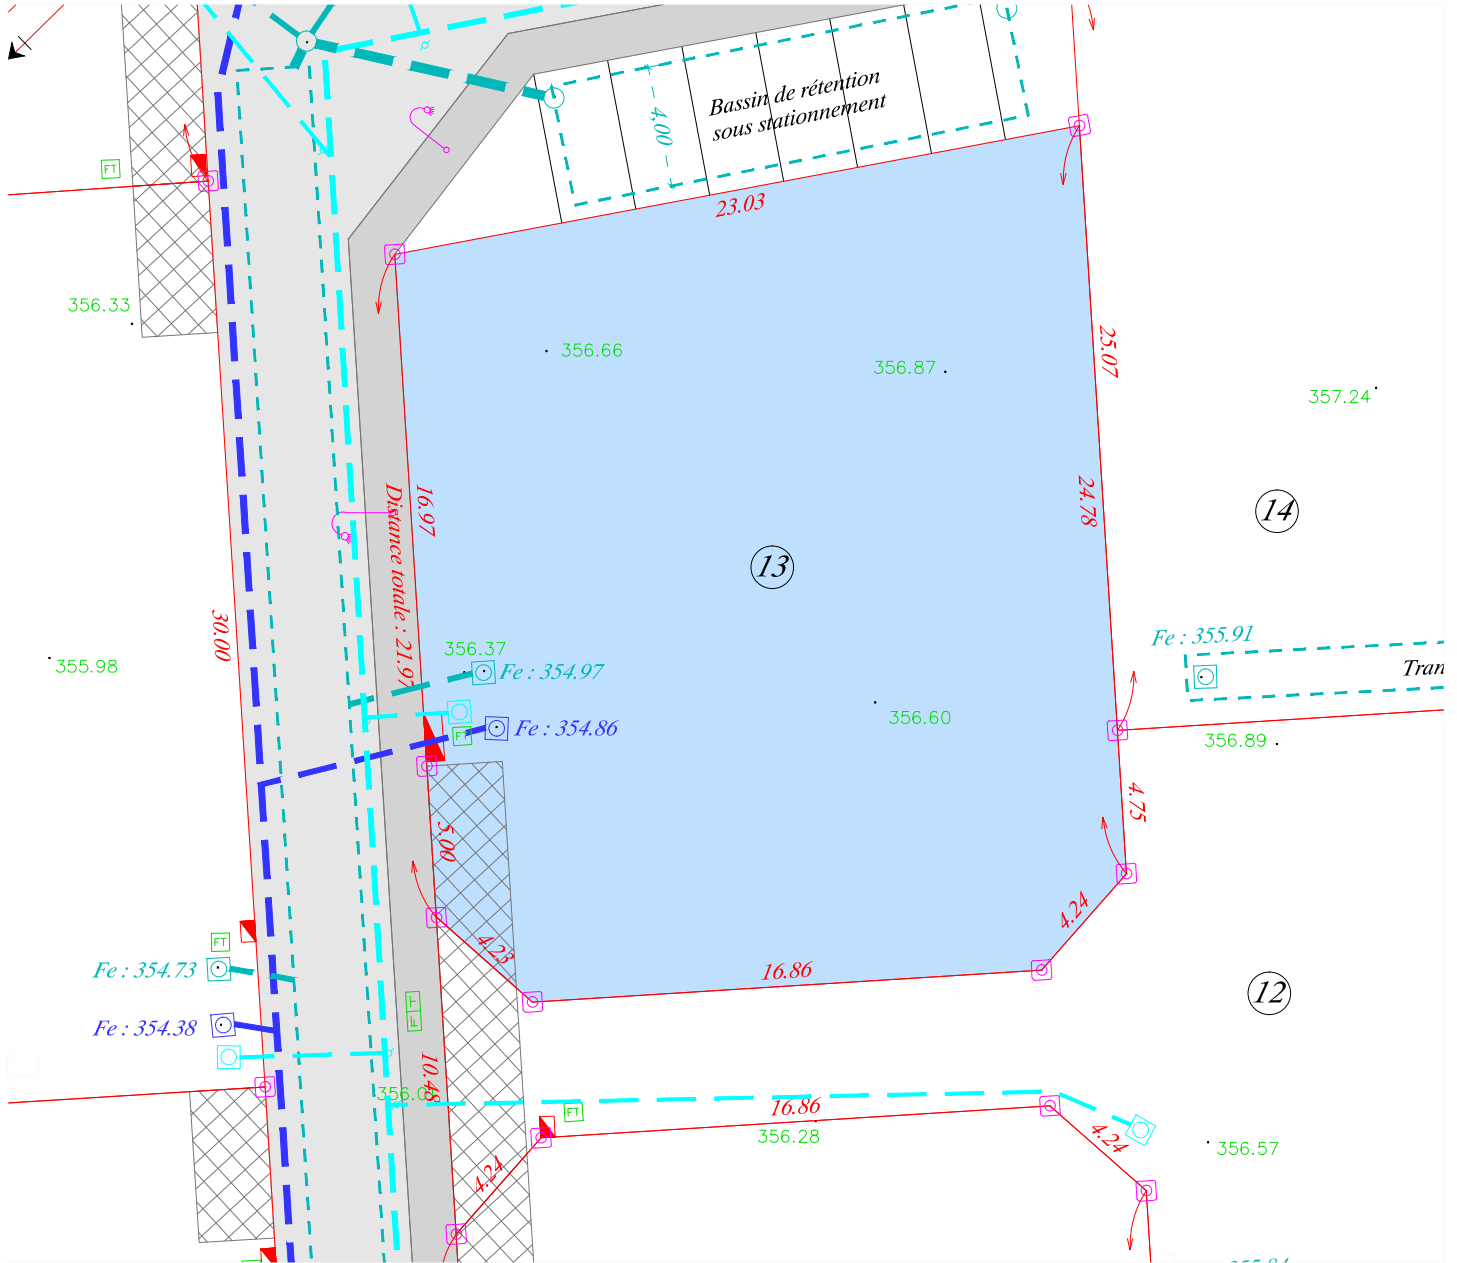 Bassin de rétention
sous stationnement
4,00
FT
23.03
356.33
25.07
356.66
356.87
357.24
16.97
24.78
Distance totale : 21.97
14
13
30.00
356.37
Fe : 355.91
355.98
Fe : 354.97
Tran
356.60
FT
Fe : 354.86
356.89
5.00
4.75
4.23
4.24
FT
Fe : 354.73
16.86
12
FT
Fe : 354.38
10.48
16.86
FT
356.28
4.24
356.57
4.24